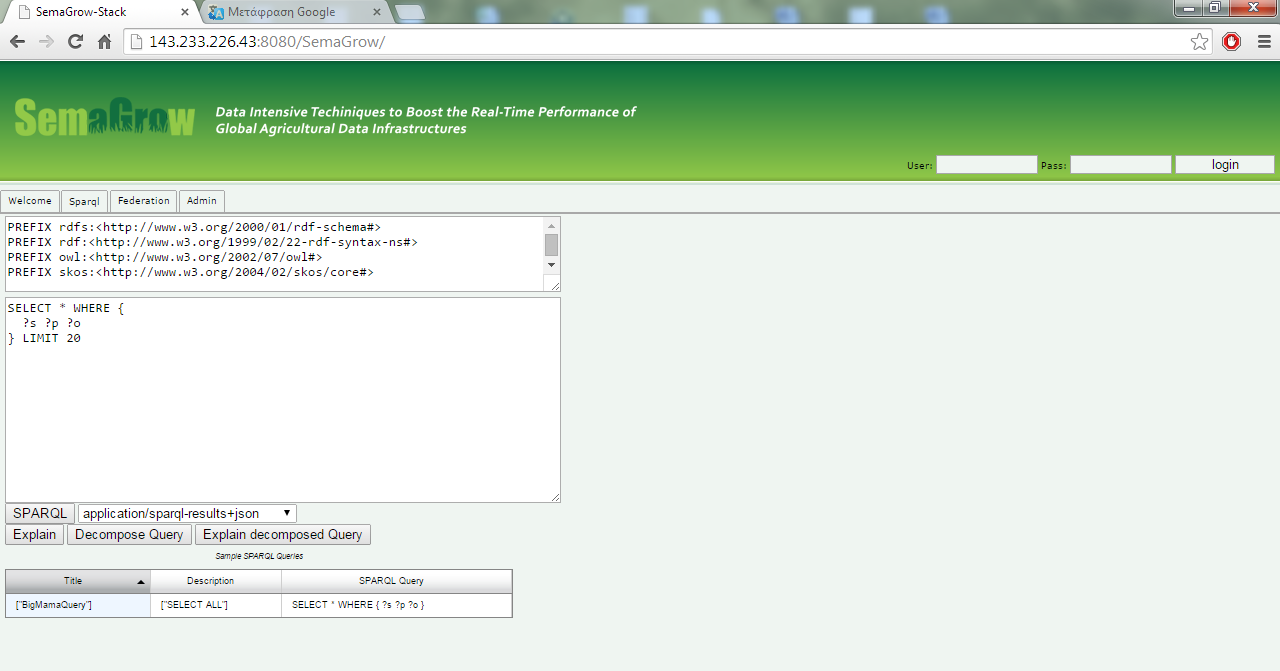 SemaGrow-Stack
Μετάφραση Google
143.233.226.43:8080/SemaGrow/
SemaGrow
Data Intensive Techiniques to Boost the Real-Time Performance of
Global Agricultural Data Infrastructures
User: Pass: login
Welcome Sparql Federation Admin
PREFIX rdfs:<http://www.w3.org/2000/01/rdf-schema#>
PREFIX rdf:<http://www.w3.org/1999/02/22-rdf-syntax-ns#>
PREFIX owl:<http://www.w3.org/2002/07/owl#>
PREFIX skos:<http://www.w3.org/2004/02/skos/core#>
SELECT * WHERE {
?s ?p ?o
} LIMIT 20
SPARQL application/sparql-results+json
Explain Decompose Query Explain decomposed Query
Sample SPARQL Queries
Title Description SPARQL Query
["BigMamaQuery"] ["SELECT ALL"] SELECT * WHERE { ?s ?p ?o }